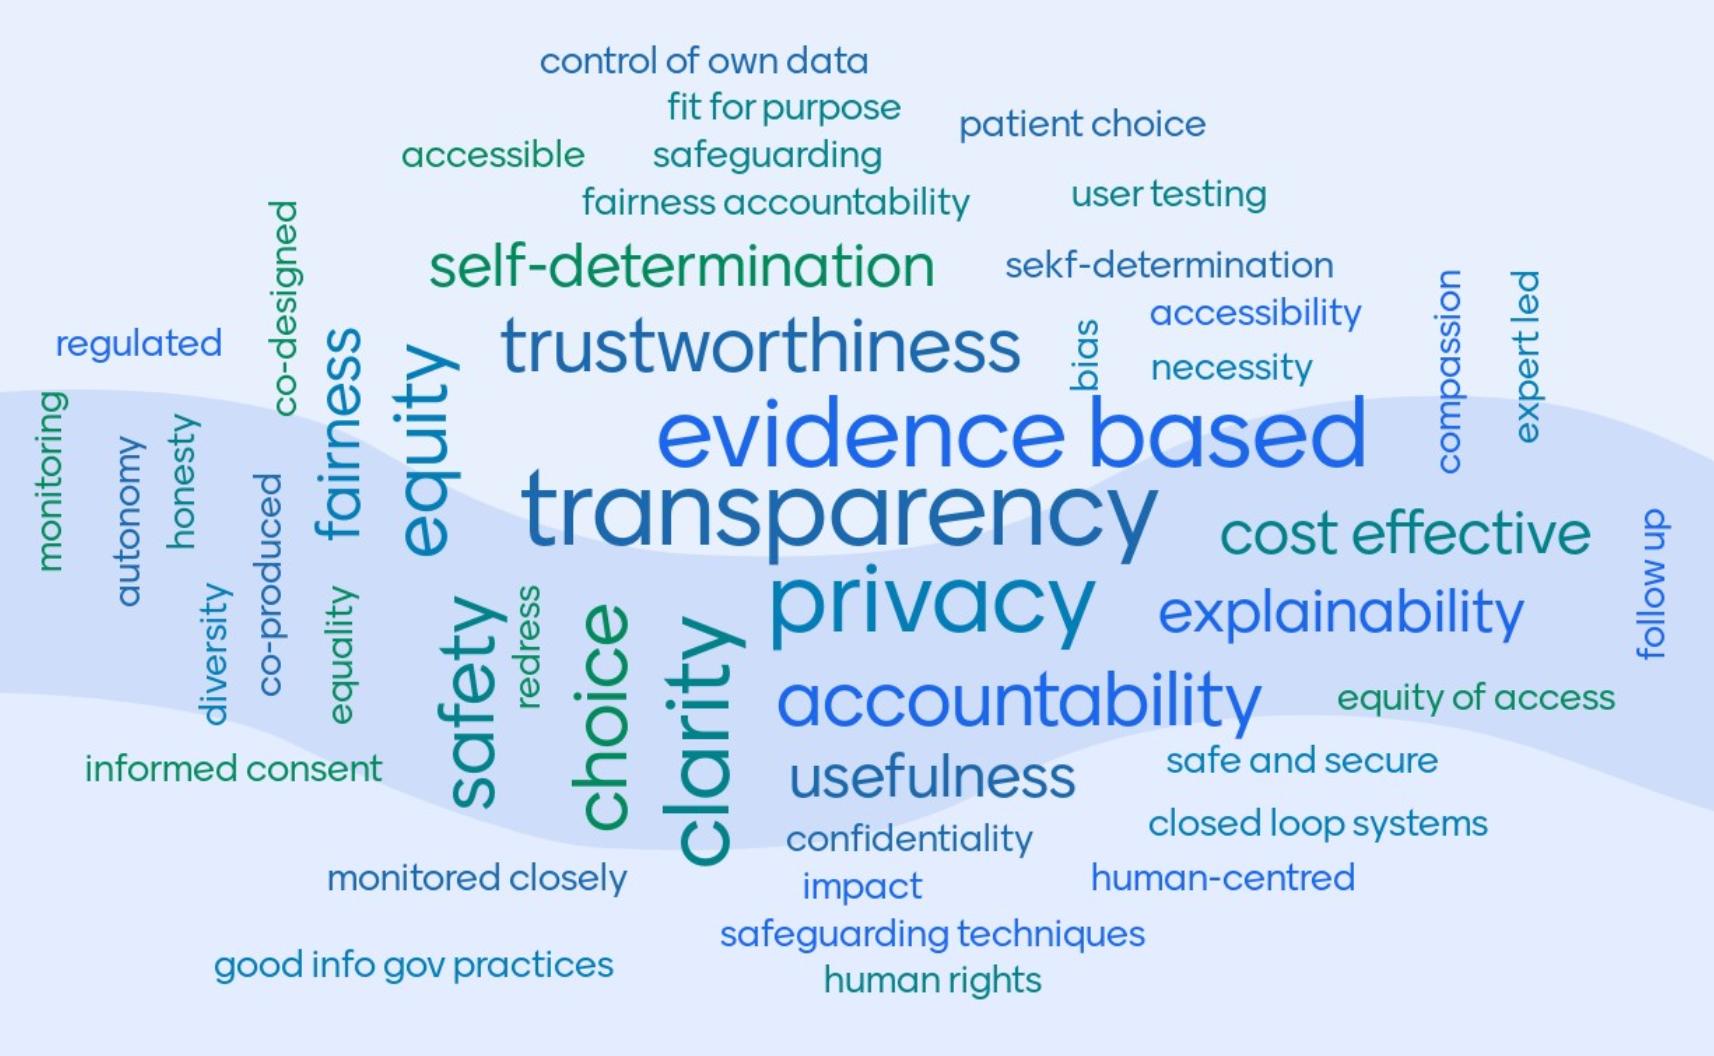 control of own data
fit for purpose
patient choice
accessible
safeguarding
user testing
fairness accountability
co-designed
self-determination
sekf-determination
compassion
expert led
accessibility
regulated
fairness
equity
trustworthiness
bias
necessity
monitoring
autonomy
honesty
evidence based
co-produced
transparency
cost effective
follow up
diversity
equality
safety
redress
choice
clarity
privacy
explainability
accountability
equity of access
informed consent
usefulness
safe and secure
confidentiality
closed loop systems
monitored closely
impact
human-centred
safeguarding techniques
good info gov practices
human rights